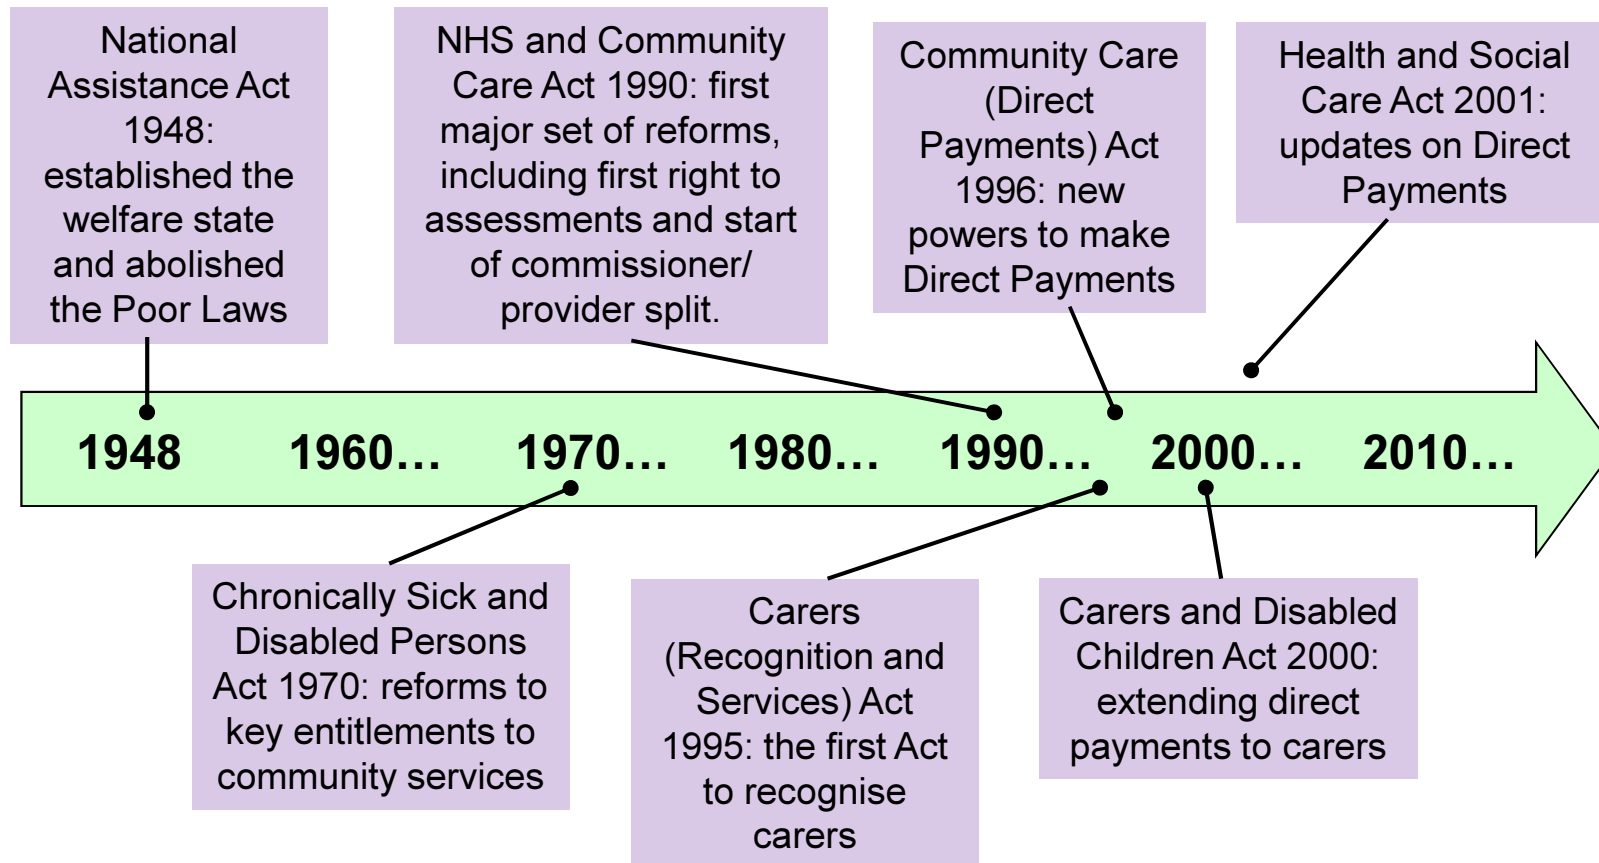 National
Assistance Act
1948:
established the
welfare state
and abolished
the Poor Laws
NHS and Community
Care Act 1990: first
major set of reforms,
including first right to
assessments and start
of commissioner/
provider split.
Community Care
(Direct
Payments) Act
1996: new
powers to make
Direct Payments
Health and Social
Care Act 2001:
updates on Direct
Payments
1948 1960… 1970… 1980… 1990… 2000… 2010…
Chronically Sick and
Disabled Persons
Act 1970: reforms to
key entitlements to
community services
Carers
(Recognition and
Services) Act
1995: the first Act
to recognise
carers
Carers and Disabled
Children Act 2000:
extending direct
payments to carers